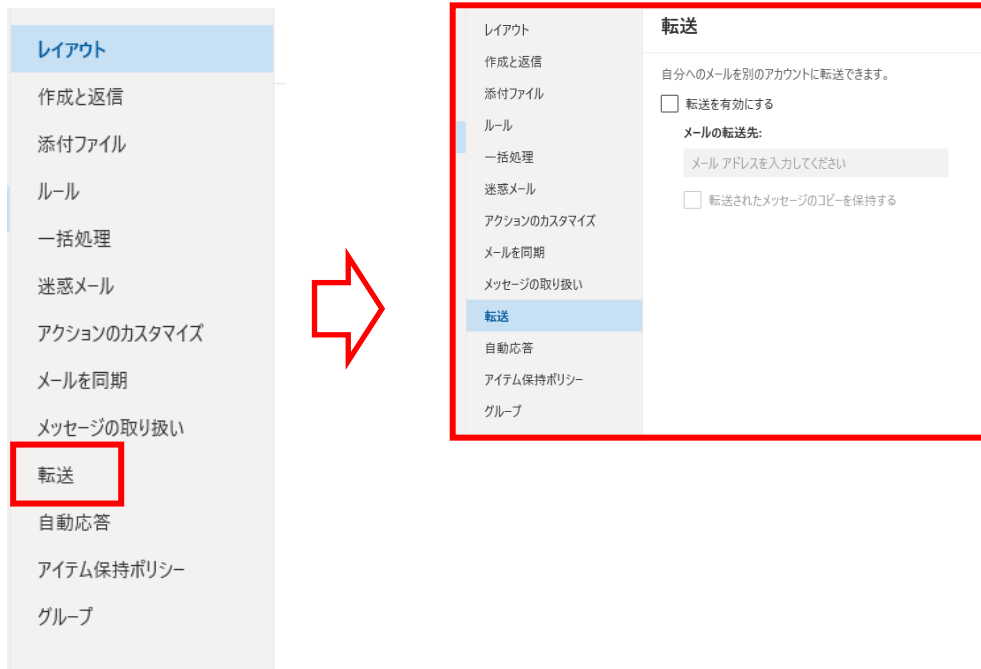 レイアウト
作成と返信
添付ファイル
ルール
一括処理
迷惑メール
アクションのカスタマイズ
メールを同期
メッセージの取り扱い
転送
自動応答
アイテム保持ポリシー
グループ
レイアウト
作成と返信
添付ファイル
ルール
一括処理
迷惑メール
アクションのカスタマイズ
メールを同期
メッセージの取り扱い
転送
自動応答
アイテム保持ポリシー
グループ
転送
自分へのメールを別のアカウントに転送できます。
転送を有効にする
メールの転送先:
メール アドレスを入力してください
転送されたメッセージのコピーを保持する